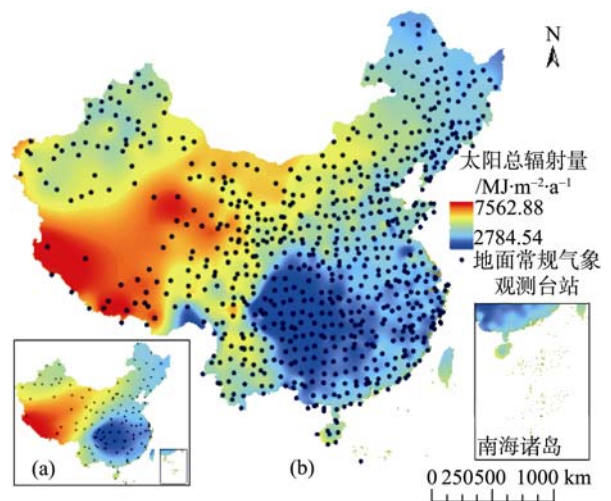 N
太阳总辐射量
/MJ·m⁻²·a⁻¹
7562.88
2784.54
地面常规气象
观测台站
南海诸岛
(a)
(b)
0 250500 1000 km